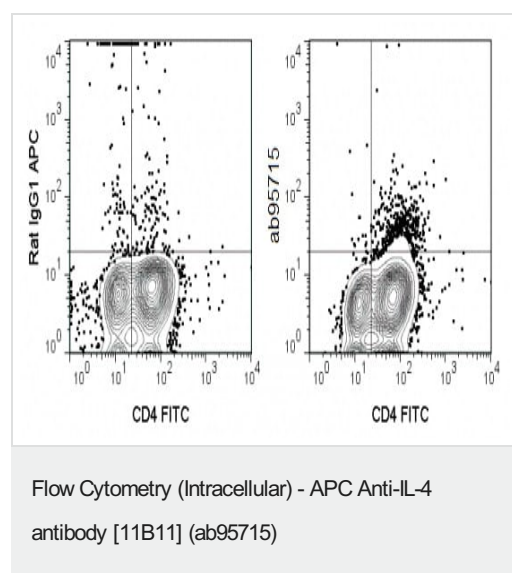 10⁴
10³
10²
10¹
10⁰
Rat IgG1 APC
10⁰ 10¹ 10² 10³ 10⁴
CD4 FITC
10⁴
10³
10²
10¹
10⁰
ab95715
10⁰ 10¹ 10² 10³ 10⁴
CD4 FITC
Flow Cytometry (Intracellular) - APC Anti-IL-4
antibody [11B11] (ab95715)